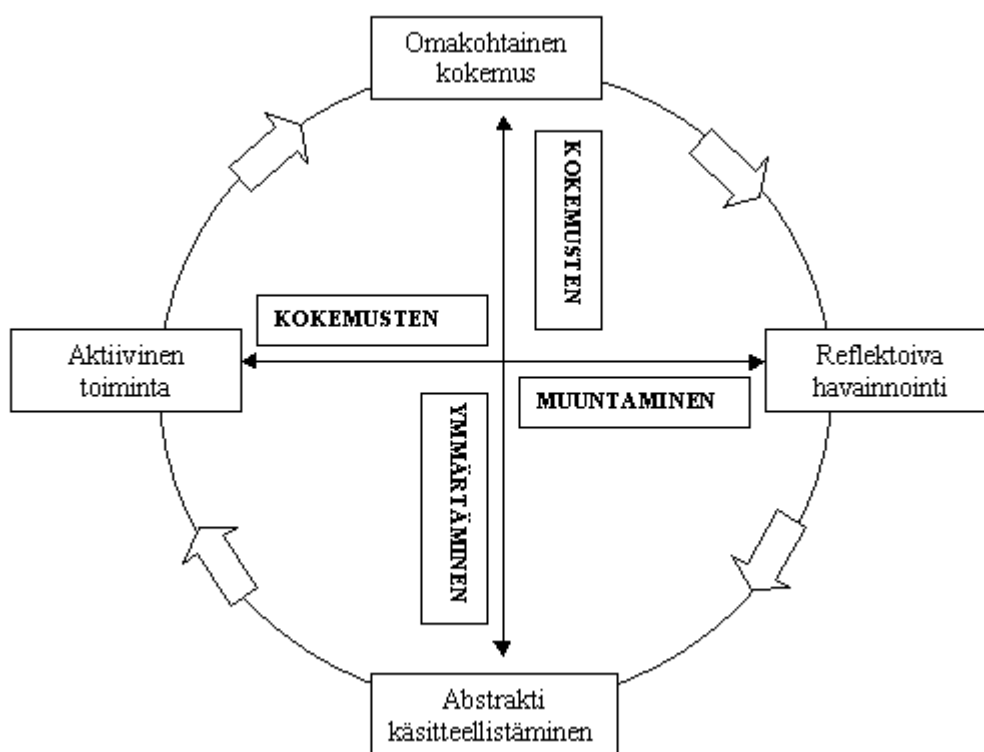 Omakohtainen
kokemus
KOKEMUSTEN
KOKEMUSTEN
Aktiivinen
toiminta
Reflektoiva
havainnointi
MUUNTAMINEN
YMMÄRTÄMINEN
Abstrakti
käsitteellistäminen